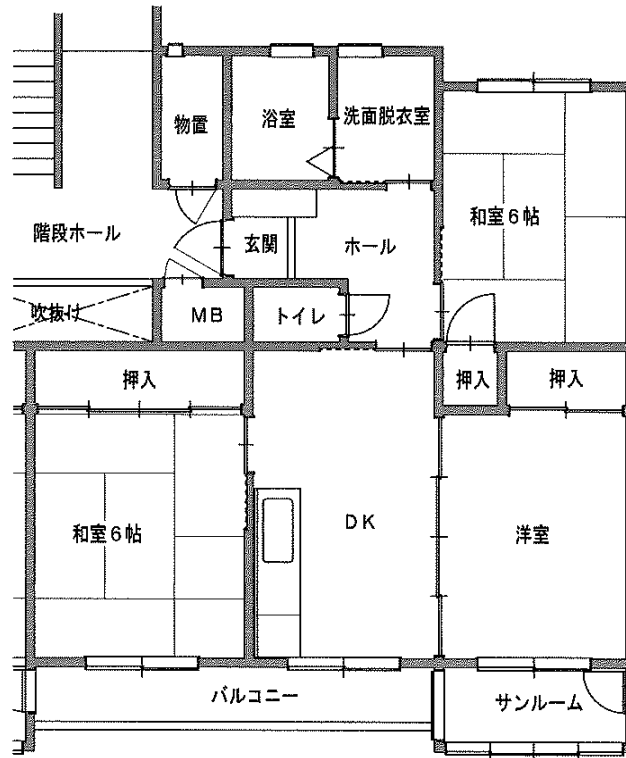 物置
浴室
洗面脱衣室
和室6帖
階段ホール
玄関
ホール
吹抜け
MB
トイレ
押入
押入
押入
和室6帖
DK
洋室
バルコニー
サンルーム